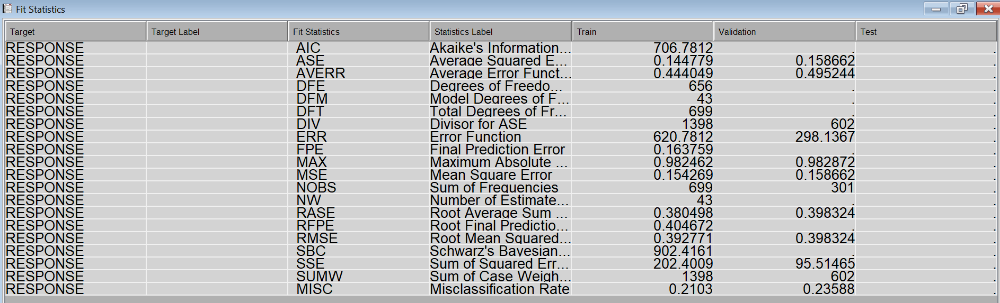 Fit Statistics
Target Target Label Fit Statistics Statistics Label Train Validation Test
RESPONSE AIC Akaike's Information... 706.7812 . .
RESPONSE ASE Average Squared E... 0.144779 0.158662 .
RESPONSE AVERR Average Error Funct... 0.444049 0.495244 .
RESPONSE DFE Degrees of Freedo... 656 . .
RESPONSE DFM Model Degrees of F... 43 . .
RESPONSE DFT Total Degrees of Fr... 699 . .
RESPONSE DIV Divisor for ASE 1398 602 .
RESPONSE ERR Error Function 620.7812 298.1367 .
RESPONSE FPE Final Prediction Error 0.163759 . .
RESPONSE MAX Maximum Absolute ... 0.982462 0.982872 .
RESPONSE MSE Mean Square Error 0.154269 0.158662 .
RESPONSE NOBS Sum of Frequencies 699 301 .
RESPONSE NW Number of Estimate... 43 . .
RESPONSE RASE Root Average Sum ... 0.380498 0.398324 .
RESPONSE RFPE Root Final Predictio... 0.404672 . .
RESPONSE RMSE Root Mean Squared... 0.392771 0.398324 .
RESPONSE SBC Schwarz's Bayesian... 902.4161 . .
RESPONSE SSE Sum of Squared Err... 202.4009 95.51465 .
RESPONSE SUMW Sum of Case Weigh... 1398 602 .
RESPONSE MISC Misclassification Rate 0.2103 0.23588 .